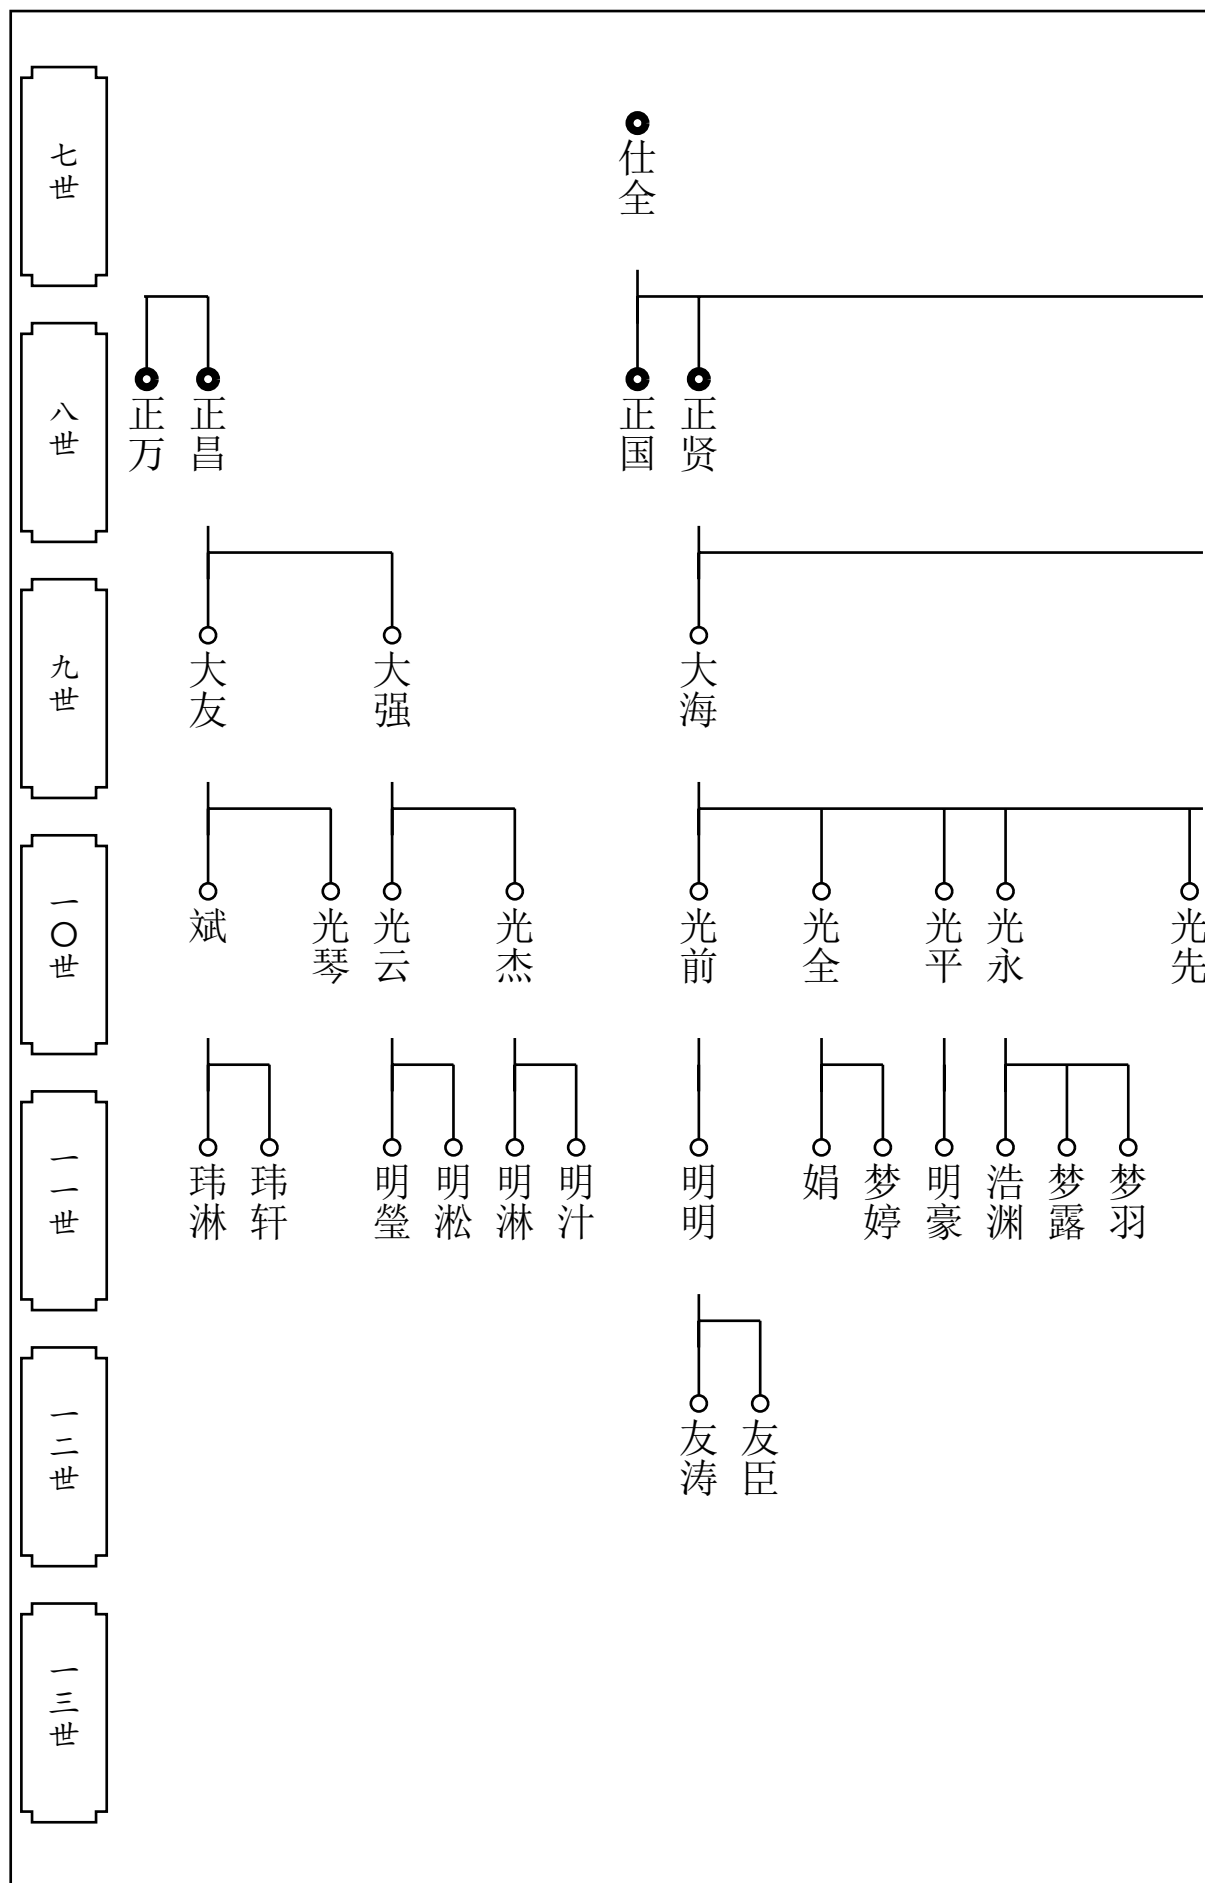 七世
仕全
八世
正万
正昌
正国
正贤
九世
大友
大强
大海
一〇世
斌
光琴
光云
光杰
光前
光全
光平
光永
光先
一一世
玮淋
玮轩
明瑩
明淞
明淋
明汁
明明
娟
梦婷
明豪
浩渊
梦露
梦羽
一二世
友涛
友臣
一三世